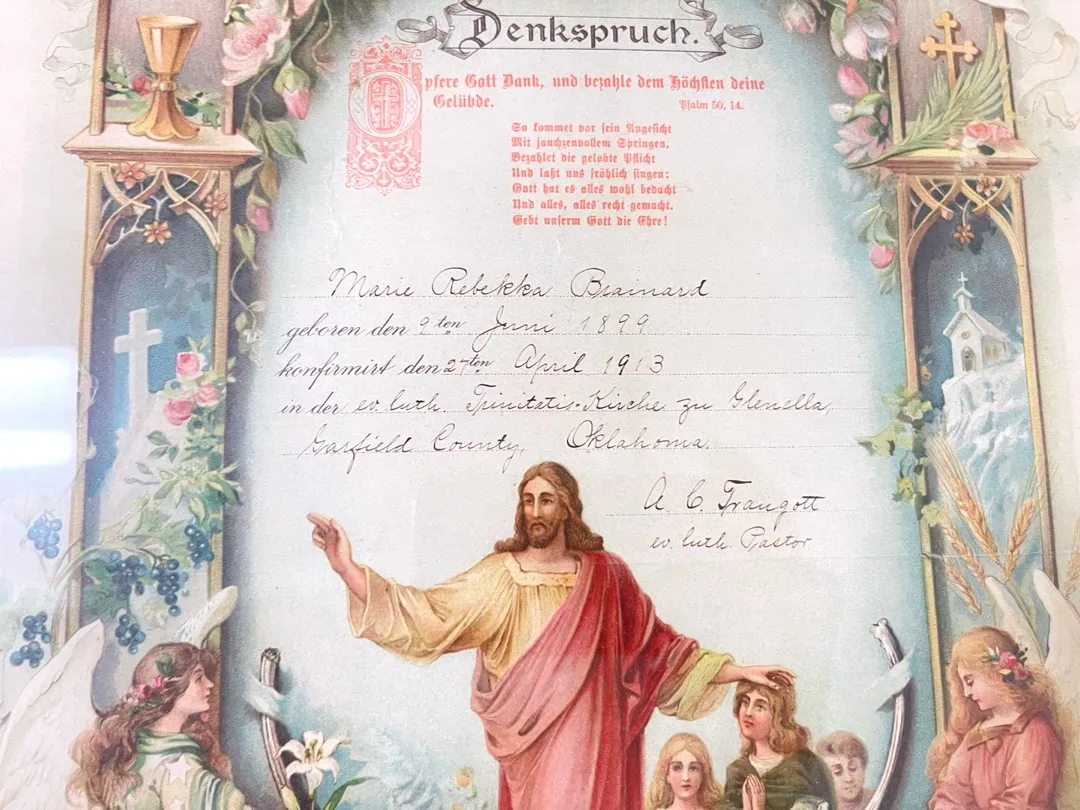 Denkspruch.
Opfere Gott Dank, und bezahle dem Höchsten deine
Gelübde.
Psalm 50, 14.
So kommet vor sein Angesicht
Mit jauchzenvollem Springen,
Bezahlet die gelobte Pflicht
Und laßt uns fröhlich singen:
Gott hat es alles wohl bedacht
Und alles, alles recht gemacht.
Gebt unserm Gott die Ehre!
Marie Rebekka Brainard
geboren den 9ten Juni 1899
konfirmirt den 27ten April 1913
in der ev. luth. Trinitatis-Kirche zu Glenella,
Garfield County, Oklahoma.
A C. Traugott
ev. luth. Pastor